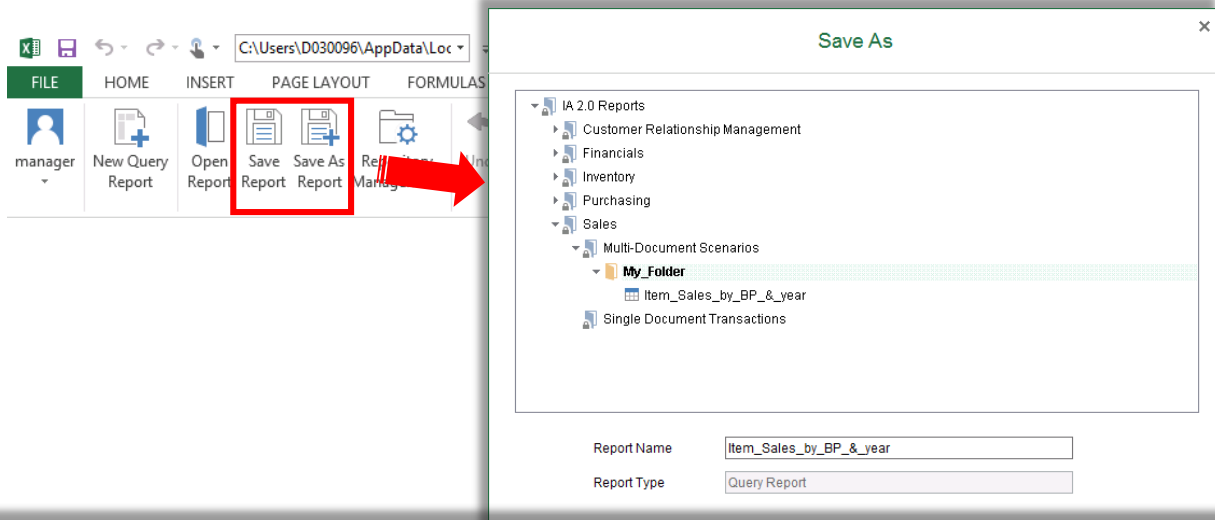 C:\Users\D030096\AppData\Loc
FILE HOME INSERT PAGE LAYOUT FORMULAS
manager
New Query
Report
Open
Report
Save
Report
Save As
Report
Save As
IA 2.0 Reports
Customer Relationship Management
Financials
Inventory
Purchasing
Sales
Multi-Document Scenarios
My_Folder
Item_Sales_by_BP_&_year
Single Document Transactions
Report Name Item_Sales_by_BP_&_year
Report Type Query Report